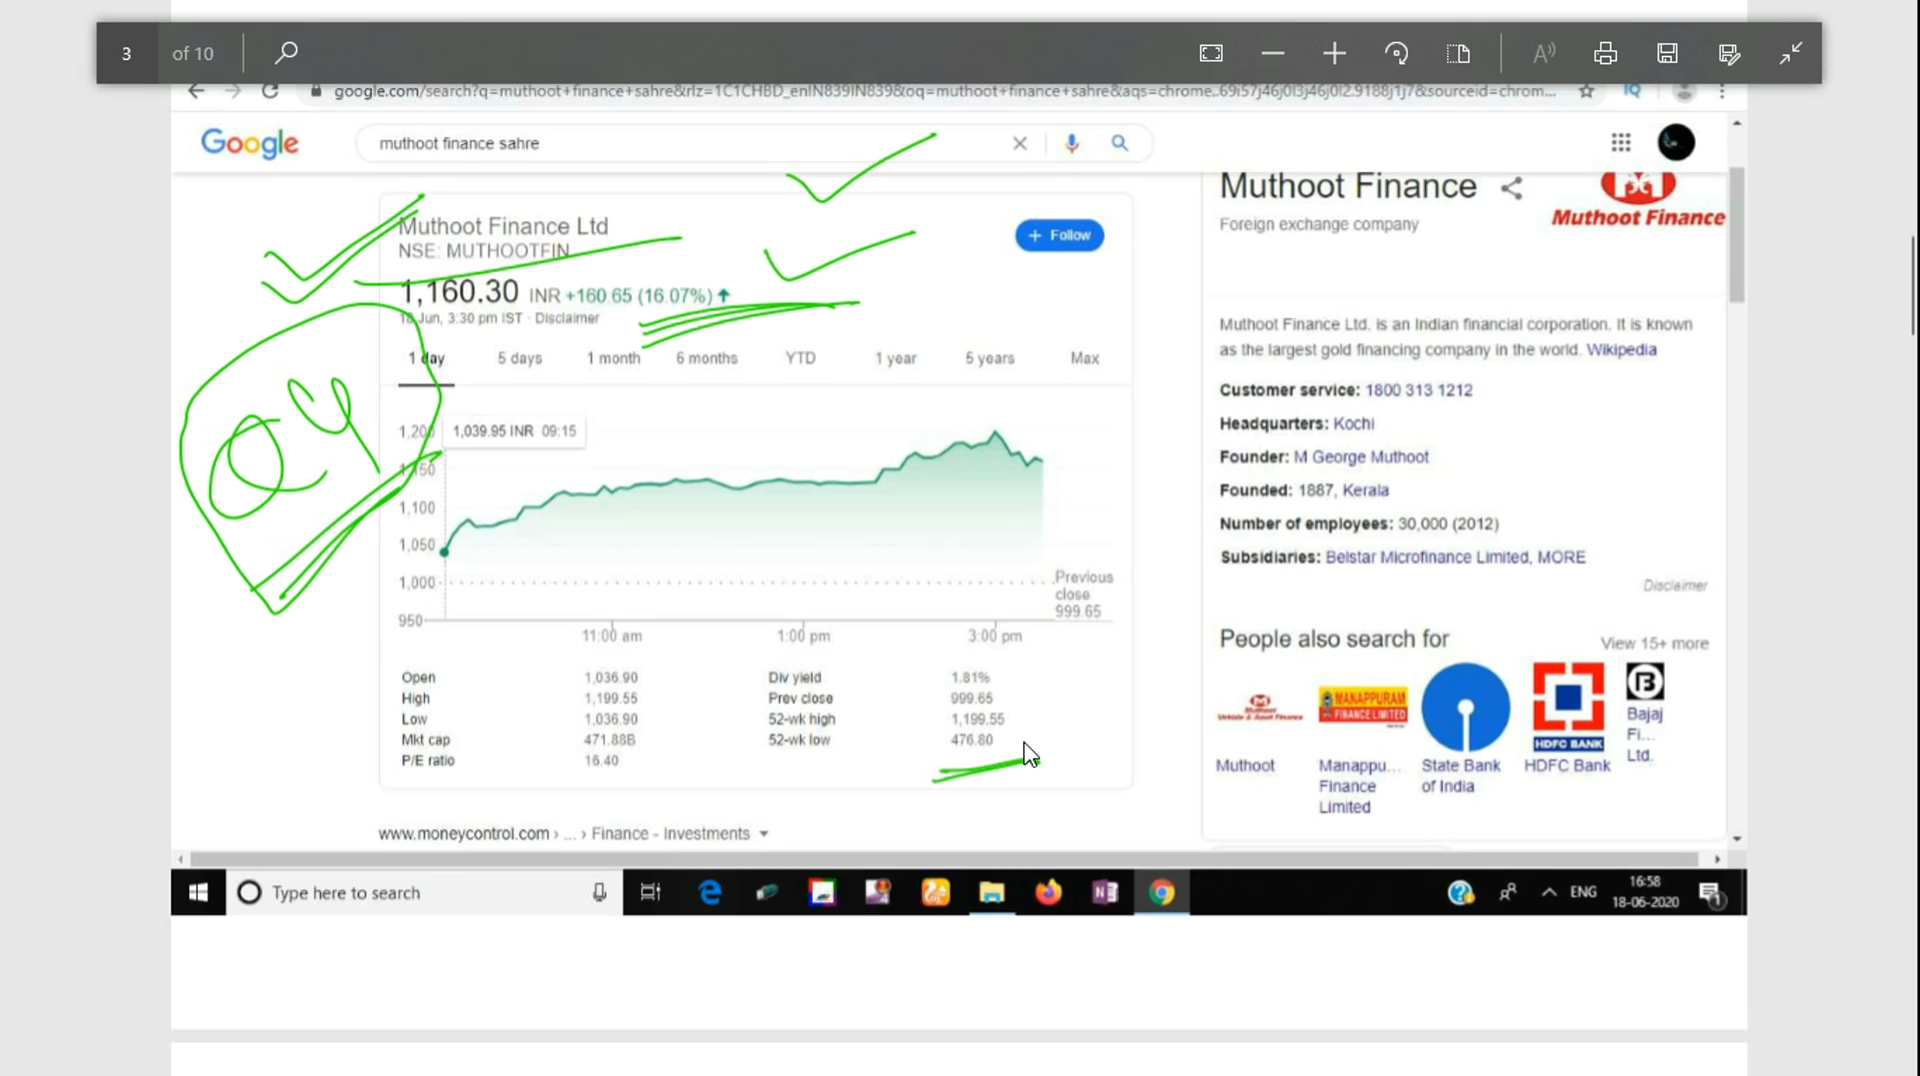 3 of 10
google.com/search?q=muthoot+finance+sahre&rlz=1C1CHBD_enIN839IN839&oq=muthoot+finance+sahre&aqs=chrome..69i57j46j0l3j46j0l2.9188j1j7&sourceid=chrom...
IQ
Google
muthoot finance sahre
Muthoot Finance Ltd
NSE: MUTHOOTFIN
+ Follow
1,160.30 INR +160.65 (16.07%)
18 Jun, 3:30 pm IST · Disclaimer
1 day 5 days 1 month 6 months YTD 1 year 5 years Max
Q4
1,039.95 INR 09:15
1,200
1,150
1,100
1,050
1,000
950
Previous
close
999.65
11:00 am 1:00 pm 3:00 pm
Open 1,036.90 Div yield 1.81%
High 1,199.55 Prev close 999.65
Low 1,036.90 52-wk high 1,199.55
Mkt cap 471.88B 52-wk low 476.80
P/E ratio 16.40
www.moneycontrol.com › ... › Finance - Investments
Muthoot Finance
Foreign exchange company
Muthoot Finance
Muthoot Finance Ltd. is an Indian financial corporation. It is known
as the largest gold financing company in the world. Wikipedia
Customer service: 1800 313 1212
Headquarters: Kochi
Founder: M George Muthoot
Founded: 1887, Kerala
Number of employees: 30,000 (2012)
Subsidiaries: Belstar Microfinance Limited, MORE
Disclaimer
People also search for
View 15+ more
MANAPPURAM
FINANCE LIMITED
HDFC BANK
Muthoot
Manappu...
Finance
Limited
State Bank
of India
HDFC Bank
Bajaj
Fi...
Ltd.
Type here to search
ENG
16:58
18-06-2020
1